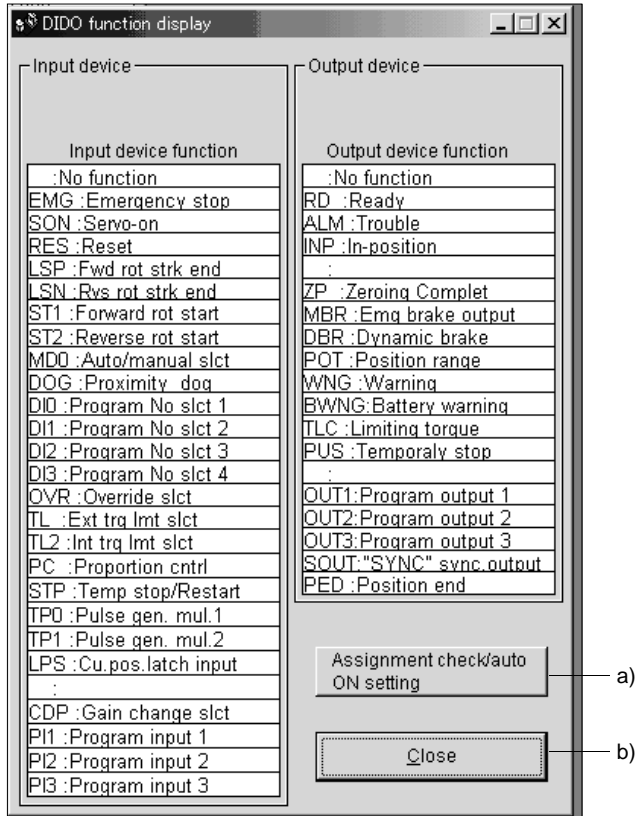 DIDO function display
Input device
Input device function
:No function
EMG :Emergency stop
SON :Servo-on
RES :Reset
LSP :Fwd rot strk end
LSN :Rvs rot strk end
ST1 :Forward rot start
ST2 :Reverse rot start
MD0 :Auto/manual slct
DOG :Proximity dog
DI0 :Program No slct 1
DI1 :Program No slct 2
DI2 :Program No slct 3
DI3 :Program No slct 4
OVR :Override slct
TL :Ext trq lmt slct
TL2 :Int trq lmt slct
PC :Proportion cntrl
STP :Temp stop/Restart
TP0 :Pulse gen. mul.1
TP1 :Pulse gen. mul.2
LPS :Cu.pos.latch input
:
CDP :Gain change slct
PI1 :Program input 1
PI2 :Program input 2
PI3 :Program input 3
Output device
Output device function
:No function
RD :Ready
ALM :Trouble
INP :In-position
:
ZP :Zeroing Complet
MBR :Emg brake output
DBR :Dynamic brake
POT :Position range
WNG :Warning
BWNG:Battery warning
TLC :Limiting torque
PUS :Temporaly stop
:
OUT1:Program output 1
OUT2:Program output 2
OUT3:Program output 3
SOUT:"SYNC" sync.output
PED :Position end
Assignment check/auto
ON setting
a)
Close
b)